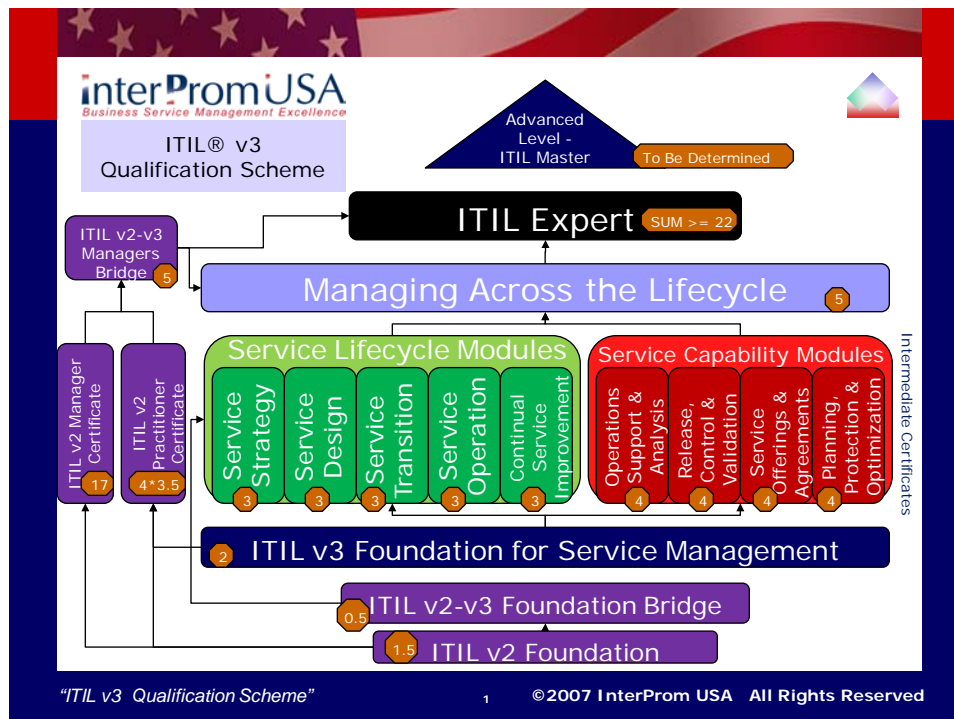 inter Prom USA
Business Service Management Excellence
ITIL® v3
Qualification Scheme
Advanced
Level -
ITIL Master
To Be Determined
ITIL Expert
SUM >= 22
ITIL v2-v3
Managers
Bridge
5
Managing Across the Lifecycle
5
Service Lifecycle Modules
Service Strategy
3
Service Design
3
Service Transition
3
Service Operation
3
Continual Service Improvement
3
Service Capability Modules
Operations Support & Analysis
4
Release, Control & Validation
4
Service Offerings & Agreements
4
Planning, Protection & Optimization
4
Intermediate Certificates
ITIL v2 Manager Certificate
17
ITIL v2 Practitioner Certificate
4*3.5
2
ITIL v3 Foundation for Service Management
0.5
ITIL v2-v3 Foundation Bridge
1.5
ITIL v2 Foundation
“ITIL v3 Qualification Scheme”
1
©2007 InterProm USA All Rights Reserved